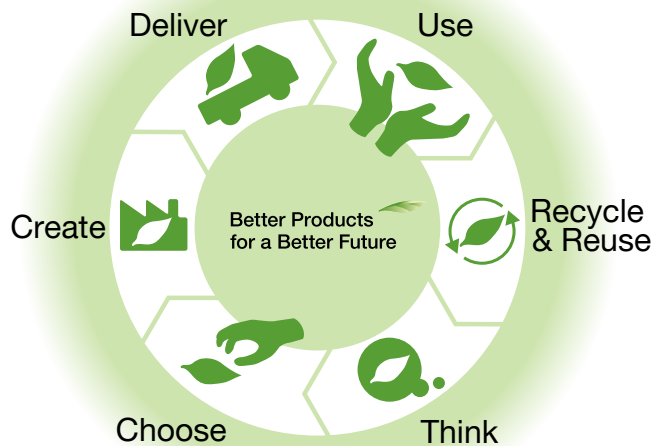 Deliver
Use
Create
Better Products
for a Better Future
Recycle
& Reuse
Choose
Think